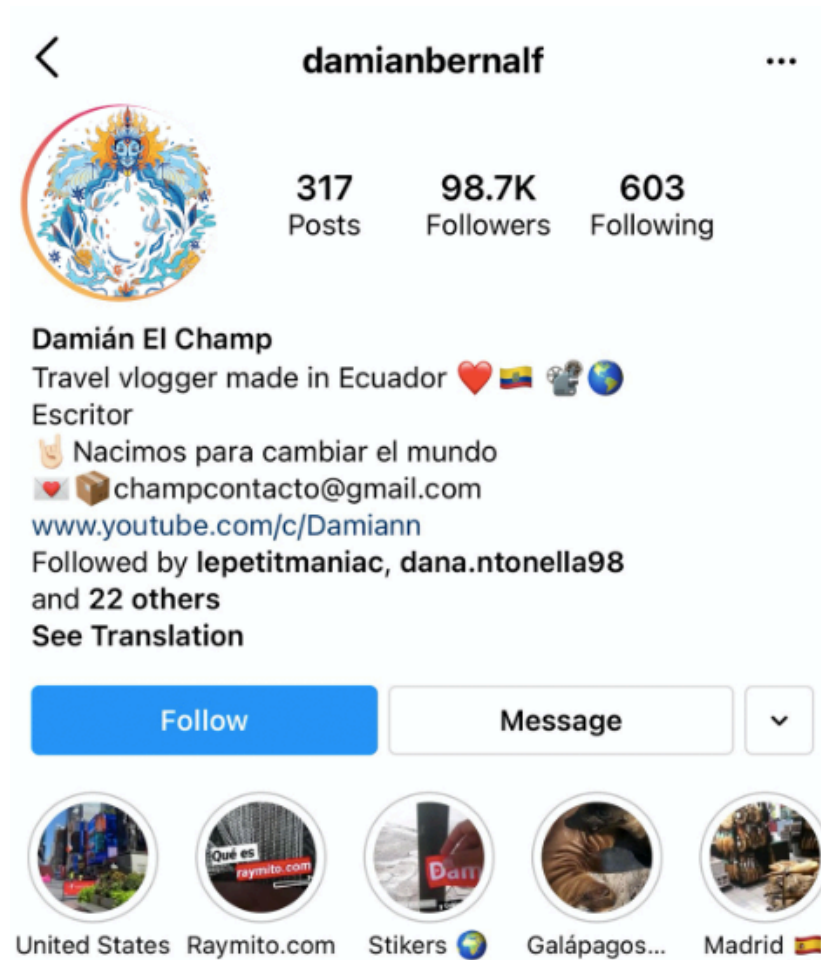 damianbernalf
317 98.7K 603
Posts Followers Following
Damián El Champ
Travel vlogger made in Ecuador ❤️🇪🇨 📽️🌎
Escritor
🤘🏻 Nacimos para cambiar el mundo
💌 📦champcontacto@gmail.com
www.youtube.com/c/Damiann
Followed by lepetitmaniac, dana.ntonella98
and 22 others
See Translation
Follow Message
Qué es
raymito.com
Dam
United States Raymito.com Stikers 🌍 Galápagos... Madrid 🇪🇸